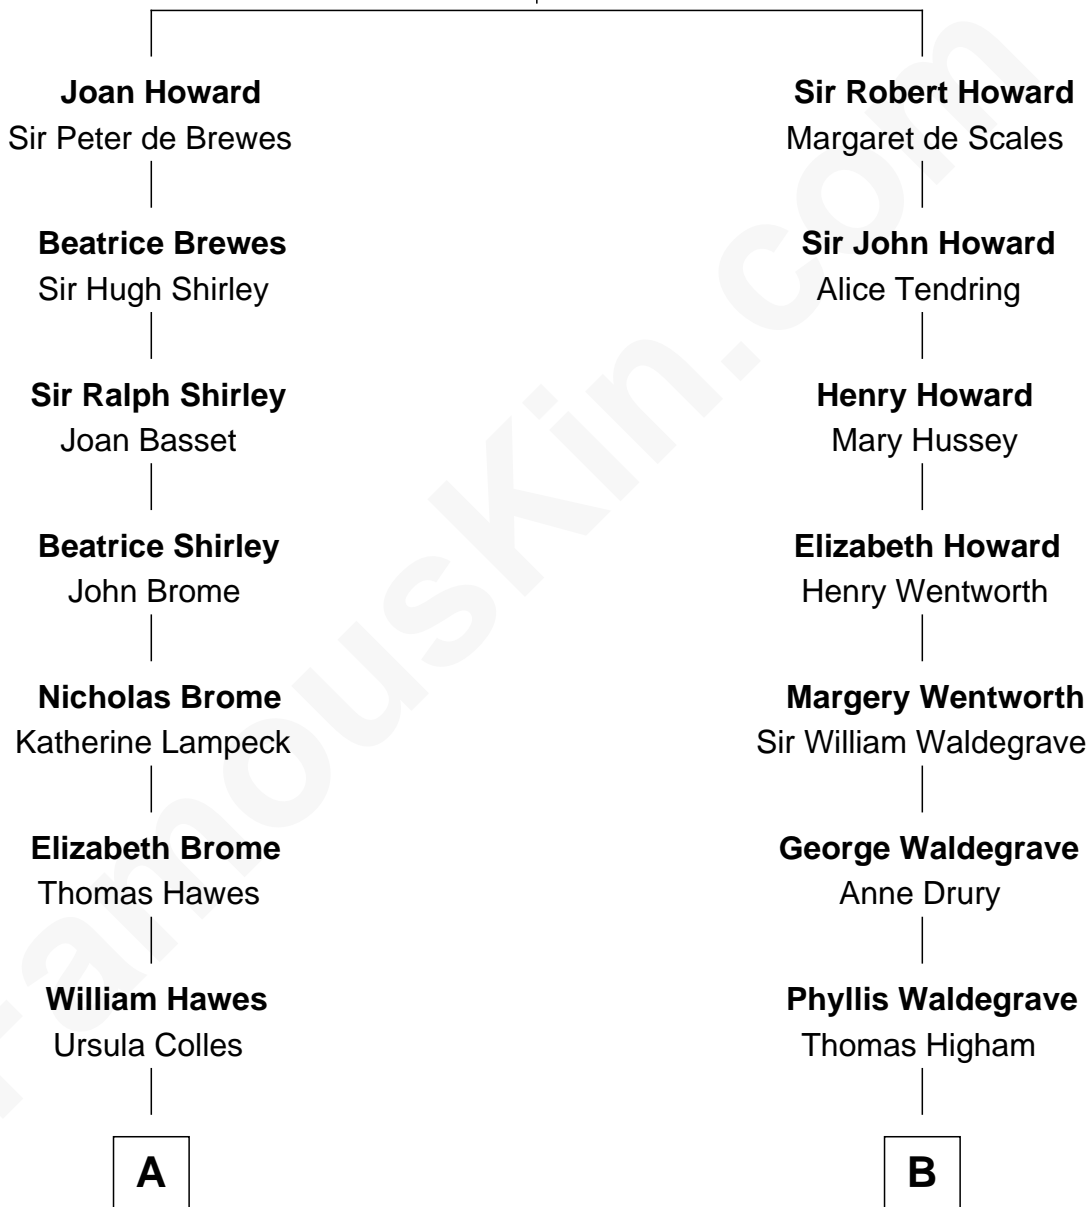 Joan Howard
Sir Peter de Brewes
Sir Robert Howard
Margaret de Scales
Beatrice Brewes
Sir Hugh Shirley
Sir John Howard
Alice Tendring
Sir Ralph Shirley
Joan Basset
Henry Howard
Mary Hussey
Beatrice Shirley
John Brome
Elizabeth Howard
Henry Wentworth
Nicholas Brome
Katherine Lampeck
Margery Wentworth
Sir William Waldegrave
Elizabeth Brome
Thomas Hawes
George Waldegrave
Anne Drury
William Hawes
Ursula Colles
Phyllis Waldegrave
Thomas Higham
A
B
FamousKin.com